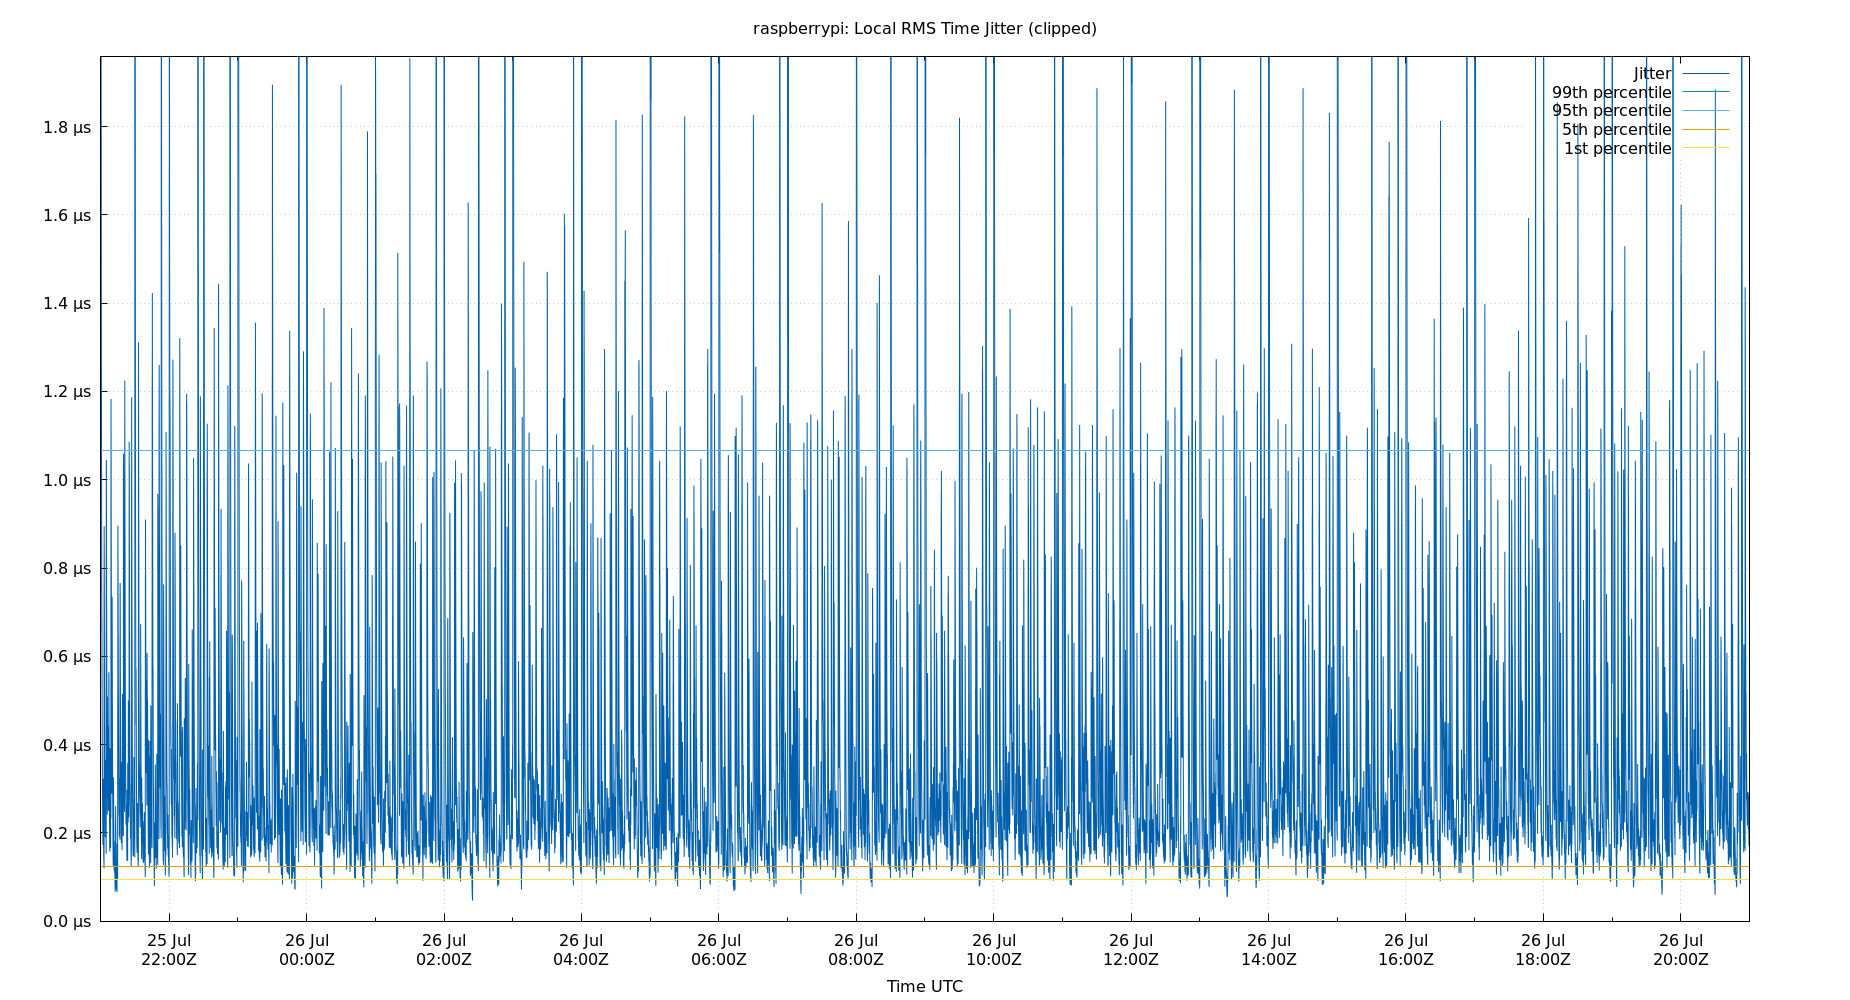 raspberrypi: Local RMS Time Jitter (clipped)
Jitter
99th percentile
95th percentile
5th percentile
1st percentile
1.8 µs
1.6 µs
1.4 µs
1.2 µs
1.0 µs
0.8 µs
0.6 µs
0.4 µs
0.2 µs
0.0 µs
25 Jul 26 Jul 26 Jul 26 Jul 26 Jul 26 Jul 26 Jul 26 Jul 26 Jul 26 Jul 26 Jul 26 Jul
22:00Z 00:00Z 02:00Z 04:00Z 06:00Z 08:00Z 10:00Z 12:00Z 14:00Z 16:00Z 18:00Z 20:00Z
Time UTC